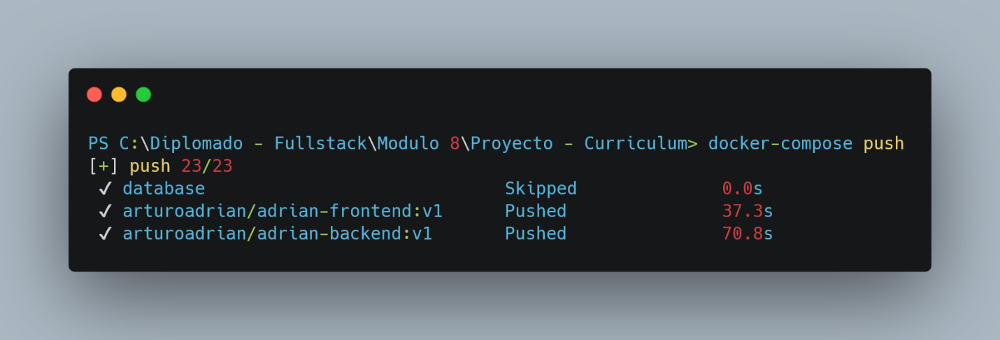 PS C:\Diplomado - Fullstack\Modulo 8\Proyecto - Curriculum> docker-compose push
[+] push 23/23
 ✓ database                             Skipped              0.0s
 ✓ arturoadrian/adrian-frontend:v1      Pushed               37.3s
 ✓ arturoadrian/adrian-backend:v1       Pushed               70.8s